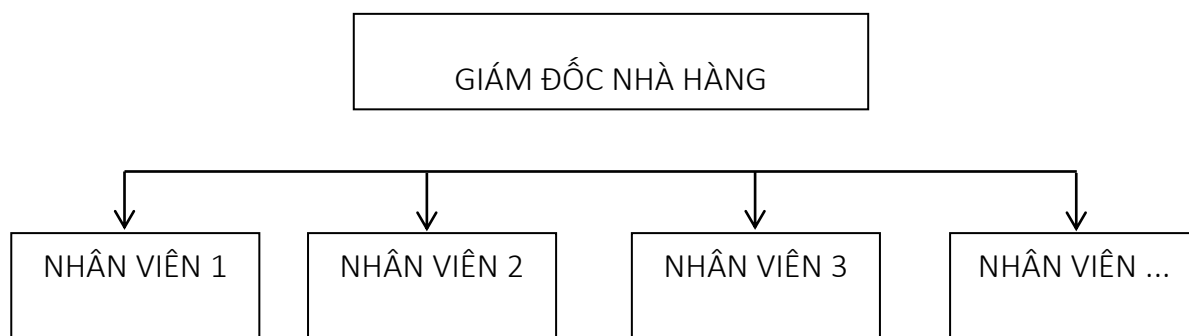 GIÁM ĐỐC NHÀ HÀNG
NHÂN VIÊN 1
NHÂN VIÊN 2
NHÂN VIÊN 3
NHÂN VIÊN ...